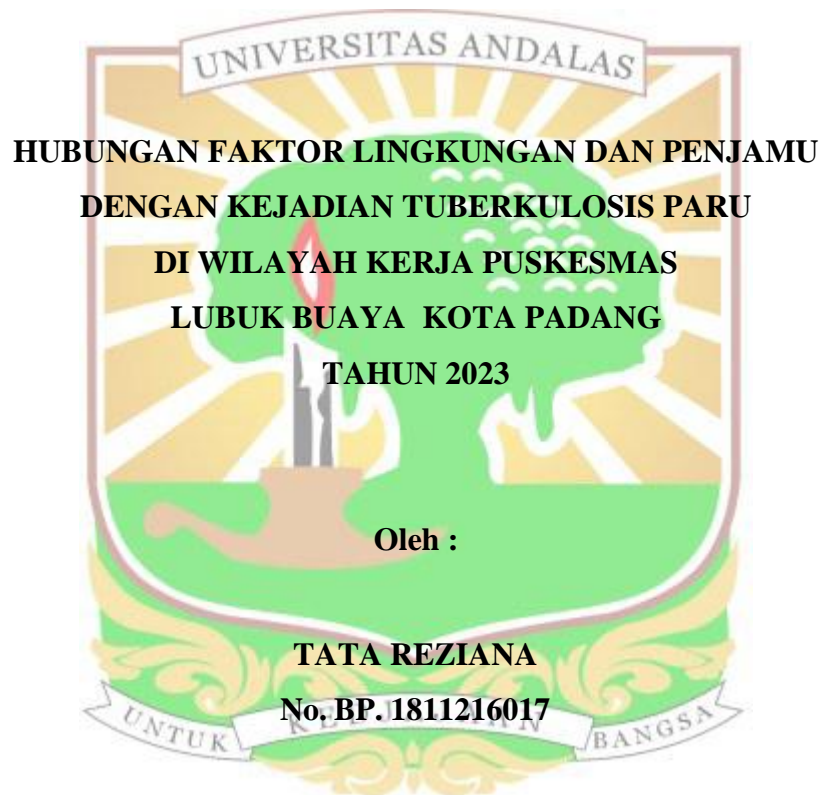 UNIVERSITAS ANDALAS
HUBUNGAN FAKTOR LINGKUNGAN DAN PENJAMU
DENGAN KEJADIAN TUBERKULOSIS PARU
DI WILAYAH KERJA PUSKESMAS
LUBUK BUAYA KOTA PADANG
TAHUN 2023
Oleh :
TATA REZIANA
No. BP. 1811216017
UNTUK KEDJAJAAN BANGSA